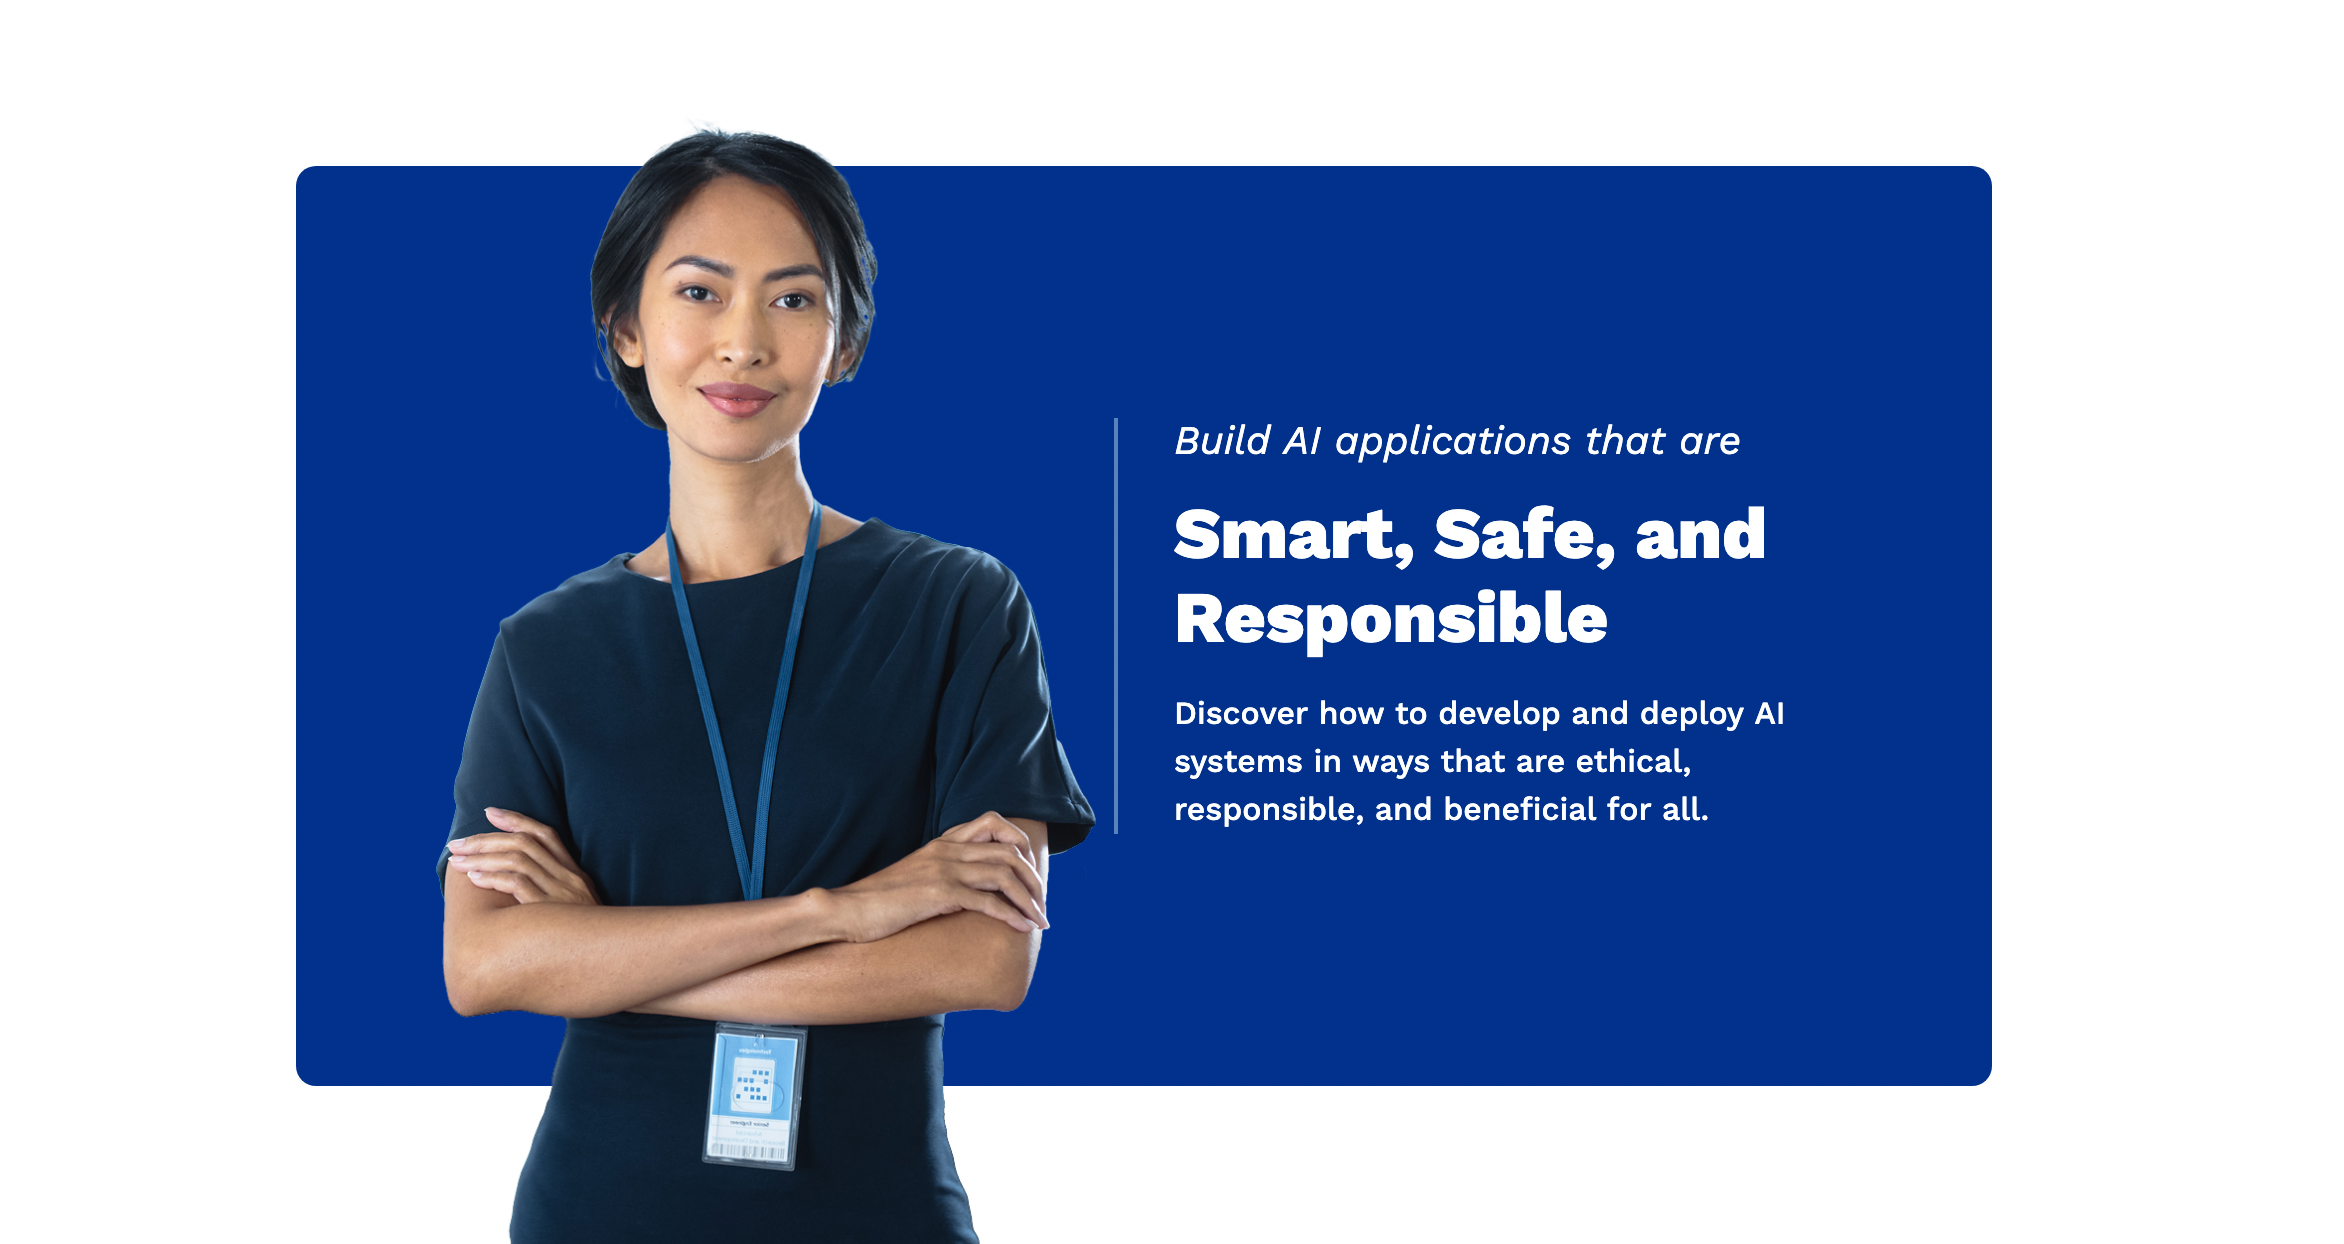 Build AI applications that are
Smart, Safe, and
Responsible
Discover how to develop and deploy AI
systems in ways that are ethical,
responsible, and beneficial for all.